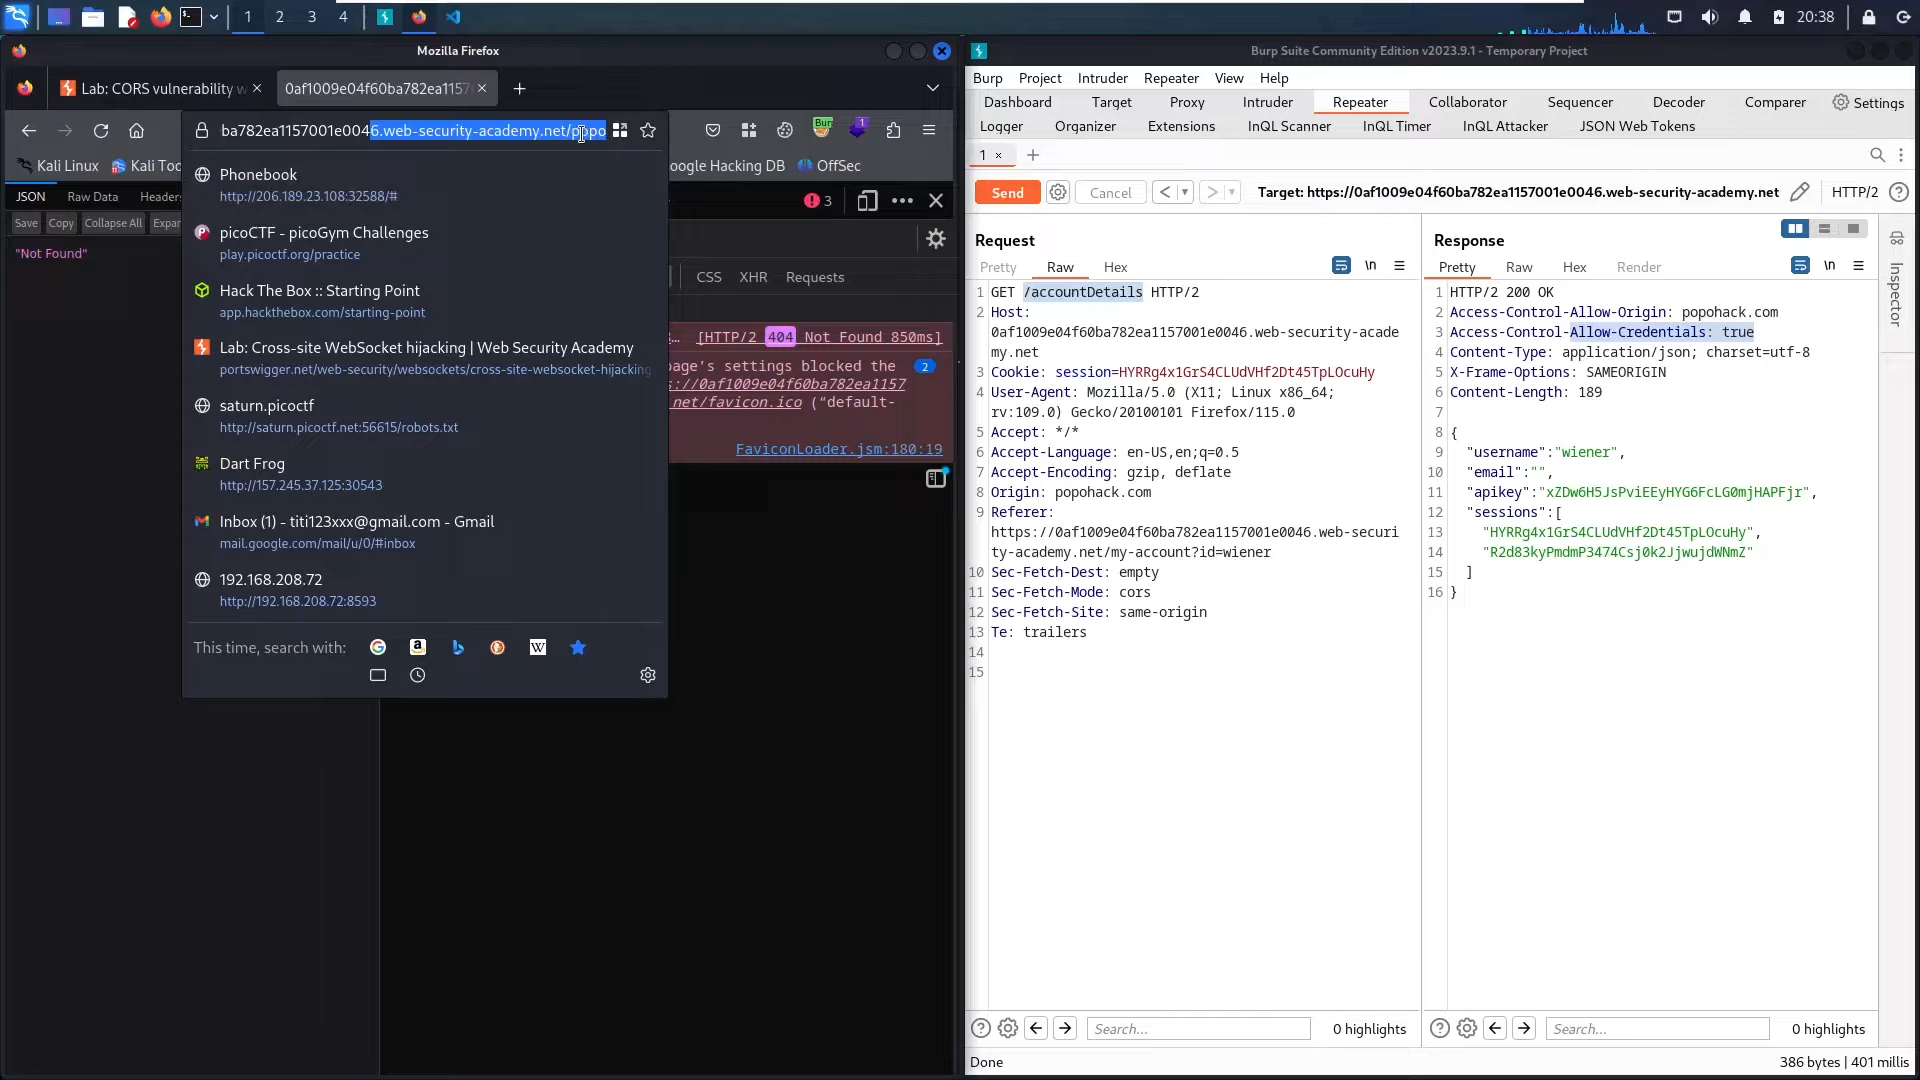 1
2
3
4
20:38
Mozilla Firefox
Lab: CORS vulnerability w
0af1009e04f60ba782ea1157
ba782ea1157001e0046.web-security-academy.net/popo
Kali Linux
Kali Too
oogle Hacking DB
OffSec
JSON
Raw Data
Headers
Save
Copy
Collapse All
Expan
"Not Found"
Phonebook
http://206.189.23.108:32588/#
picoCTF - picoGym Challenges
play.picoctf.org/practice
Hack The Box :: Starting Point
app.hackthebox.com/starting-point
Lab: Cross-site WebSocket hijacking | Web Security Academy
portswigger.net/web-security/websockets/cross-site-websocket-hijacking
saturn.picoctf
http://saturn.picoctf.net:56615/robots.txt
Dart Frog
http://157.245.37.125:30543
Inbox (1) - titi123xxx@gmail.com - Gmail
mail.google.com/mail/u/0/#inbox
192.168.208.72
http://192.168.208.72:8593
This time, search with:
Bur
1
3
CSS
XHR
Requests
[HTTP/2 404 Not Found 850ms]
page's settings blocked the
2
s://0af1009e04f60ba782ea1157
net/favicon.ico ("default-
FaviconLoader.jsm:180:19
Burp Suite Community Edition v2023.9.1 - Temporary Project
Burp Project Intruder Repeater View Help
Dashboard Target Proxy Intruder Repeater Collaborator Sequencer Decoder Comparer Settings
Logger Organizer Extensions InQL Scanner InQL Timer InQL Attacker JSON Web Tokens
1 ×
Send
Cancel
Target: https://0af1009e04f60ba782ea1157001e0046.web-security-academy.net
HTTP/2
Request
Pretty Raw Hex
\n
1 GET /accountDetails HTTP/2
2 Host:
0af1009e04f60ba782ea1157001e0046.web-security-acade
my.net
3 Cookie: session=HYRRg4x1GrS4CLUdVHf2Dt45TpLOcuHy
4 User-Agent: Mozilla/5.0 (X11; Linux x86_64;
rv:109.0) Gecko/20100101 Firefox/115.0
5 Accept: */*
6 Accept-Language: en-US,en;q=0.5
7 Accept-Encoding: gzip, deflate
8 Origin: popohack.com
9 Referer:
https://0af1009e04f60ba782ea1157001e0046.web-securi
ty-academy.net/my-account?id=wiener
10 Sec-Fetch-Dest: empty
11 Sec-Fetch-Mode: cors
12 Sec-Fetch-Site: same-origin
13 Te: trailers
14
15
Response
Pretty Raw Hex Render
\n
1 HTTP/2 200 OK
2 Access-Control-Allow-Origin: popohack.com
3 Access-Control-Allow-Credentials: true
4 Content-Type: application/json; charset=utf-8
5 X-Frame-Options: SAMEORIGIN
6 Content-Length: 189
7
8 {
9 "username":"wiener",
10 "email":"",
11 "apikey":"xZDw6H5JsPviEEyHYG6FcLG0mjHAPFjr",
12 "sessions":[
13 "HYRRg4x1GrS4CLUdVHf2Dt45TpLOcuHy",
14 "R2d83kyPmdmP3474Csj0k2JjwujdWNmZ"
15 ]
16 }
Inspector
Search...
0 highlights
Search...
0 highlights
Done
386 bytes | 401 millis